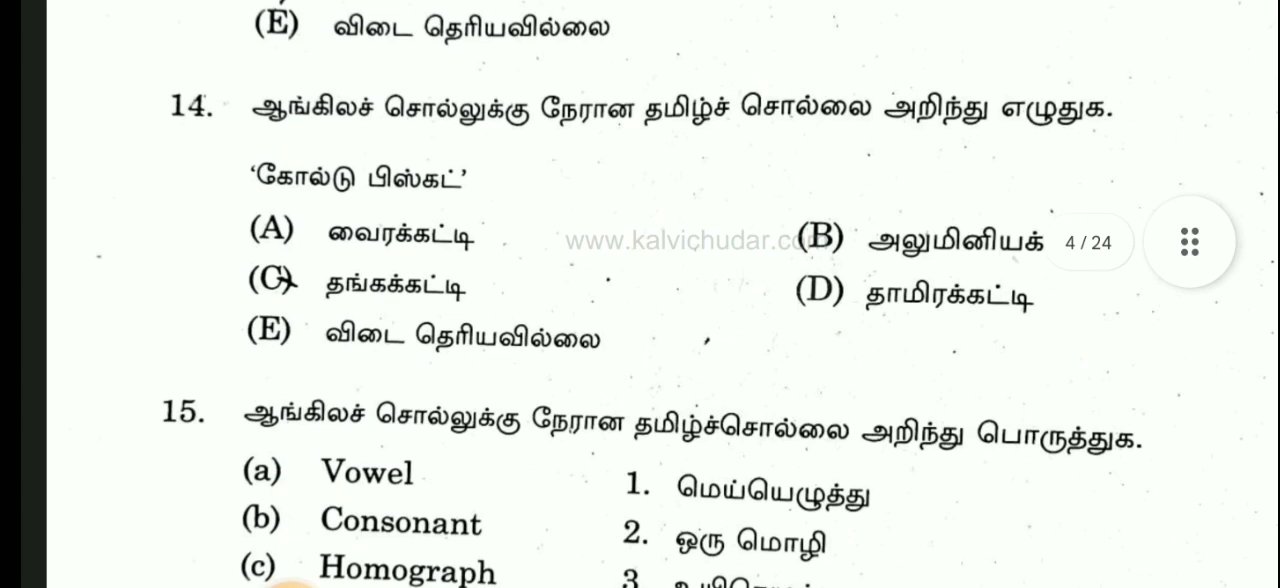 (E) விடை தெரியவில்லை
14. ஆங்கிலச் சொல்லுக்கு நேரான தமிழ்ச் சொல்லை அறிந்து எழுதுக.
‘கோல்டு பிஸ்கட்’
(A) வைரக்கட்டி
www.kalvichudar.co
(B) அலுமினியக்
4 / 24
(C) தங்கக்கட்டி
(D) தாமிரக்கட்டி
(E) விடை தெரியவில்லை
15. ஆங்கிலச் சொல்லுக்கு நேரான தமிழ்ச்சொல்லை அறிந்து பொருத்துக.
(a) Vowel
1. மெய்யெழுத்து
(b) Consonant
2. ஒரு மொழி
(c) Homograph
3